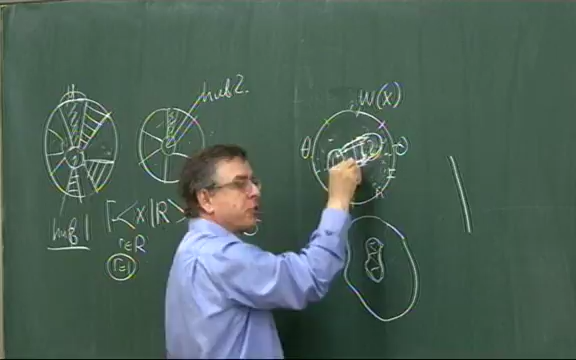 hub 2.
W(X)
θ
hub 1
Γ<X|R>
r∈R
r=1